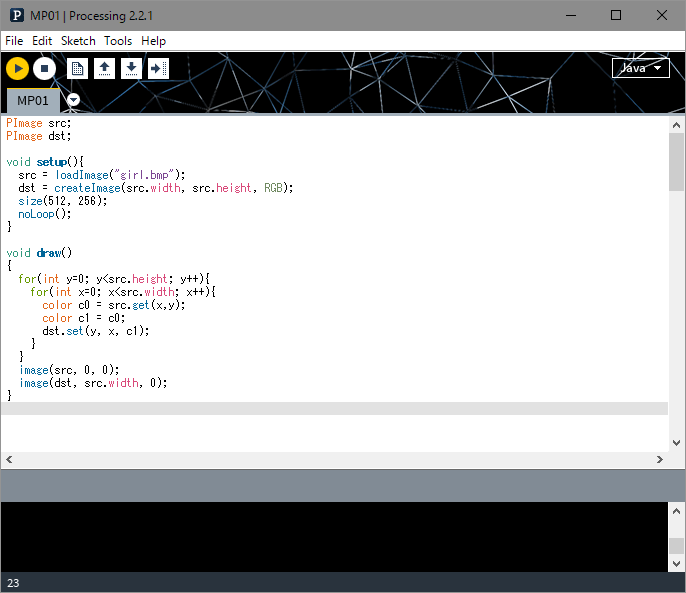 MP01 | Processing 2.2.1
File Edit Sketch Tools Help
Java
MP01
PImage src;
PImage dst;

void setup(){
  src = loadImage("girl.bmp");
  dst = createImage(src.width, src.height, RGB);
  size(512, 256);
  noLoop();
}

void draw()
{
  for(int y=0; y<src.height; y++){
    for(int x=0; x<src.width; x++){
      color c0 = src.get(x,y);
      color c1 = c0;
      dst.set(y, x, c1);
    }
  }
  image(src, 0, 0);
  image(dst, src.width, 0);
}
23